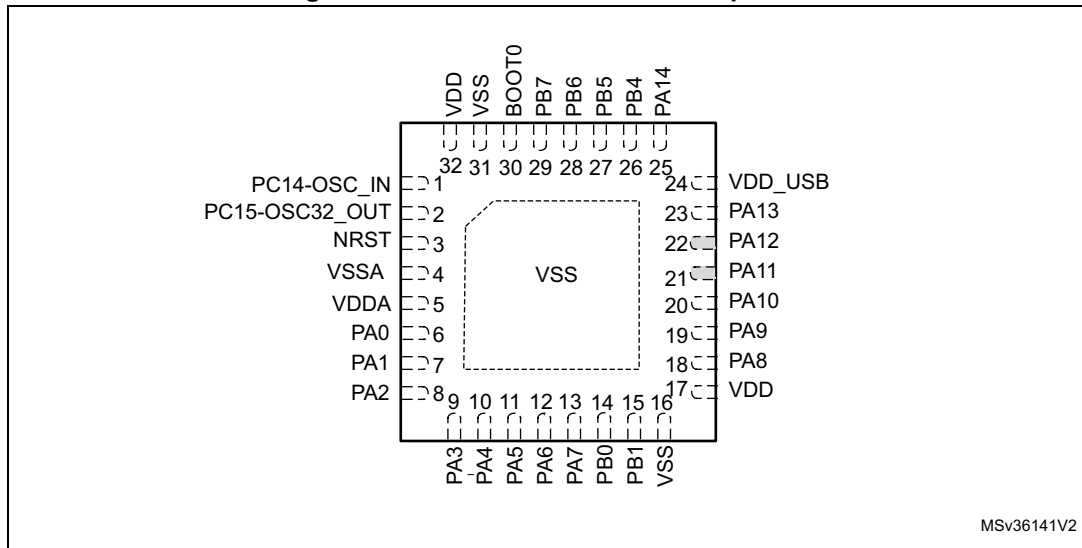 VDD
VSS
BOOT0
PB7
PB6
PB5
PB4
PA14
32 31 30 29 28 27 26 25
PC14-OSC_IN 1
PC15-OSC32_OUT 2
NRST 3
VSSA 4
VDDA 5
PA0 6
PA1 7
PA2 8
VSS
24 VDD_USB
23 PA13
22 PA12
21 PA11
20 PA10
19 PA9
18 PA8
17 VDD
9 10 11 12 13 14 15 16
PA3
PA4
PA5
PA6
PA7
PB0
PB1
VSS
MSv36141V2